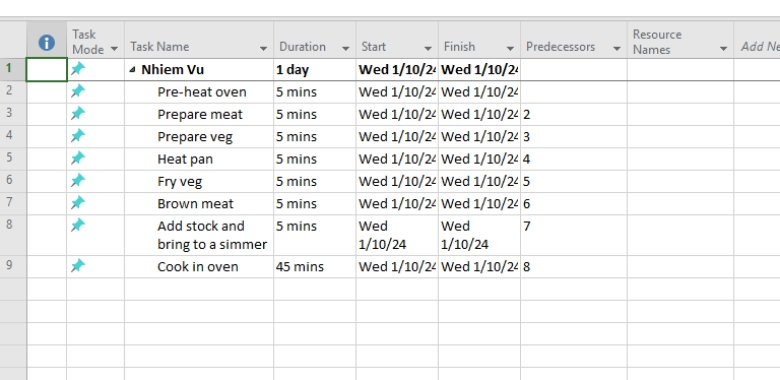 Task Mode Task Name Duration Start Finish Predecessors Resource Names Add Ne
1 Nhiem Vu 1 day Wed 1/10/24 Wed 1/10/24
2 Pre-heat oven 5 mins Wed 1/10/24 Wed 1/10/24
3 Prepare meat 5 mins Wed 1/10/24 Wed 1/10/24 2
4 Prepare veg 5 mins Wed 1/10/24 Wed 1/10/24 3
5 Heat pan 5 mins Wed 1/10/24 Wed 1/10/24 4
6 Fry veg 5 mins Wed 1/10/24 Wed 1/10/24 5
7 Brown meat 5 mins Wed 1/10/24 Wed 1/10/24 6
8 Add stock and 5 mins Wed Wed 7
bring to a simmer 1/10/24 1/10/24
9 Cook in oven 45 mins Wed 1/10/24 Wed 1/10/24 8